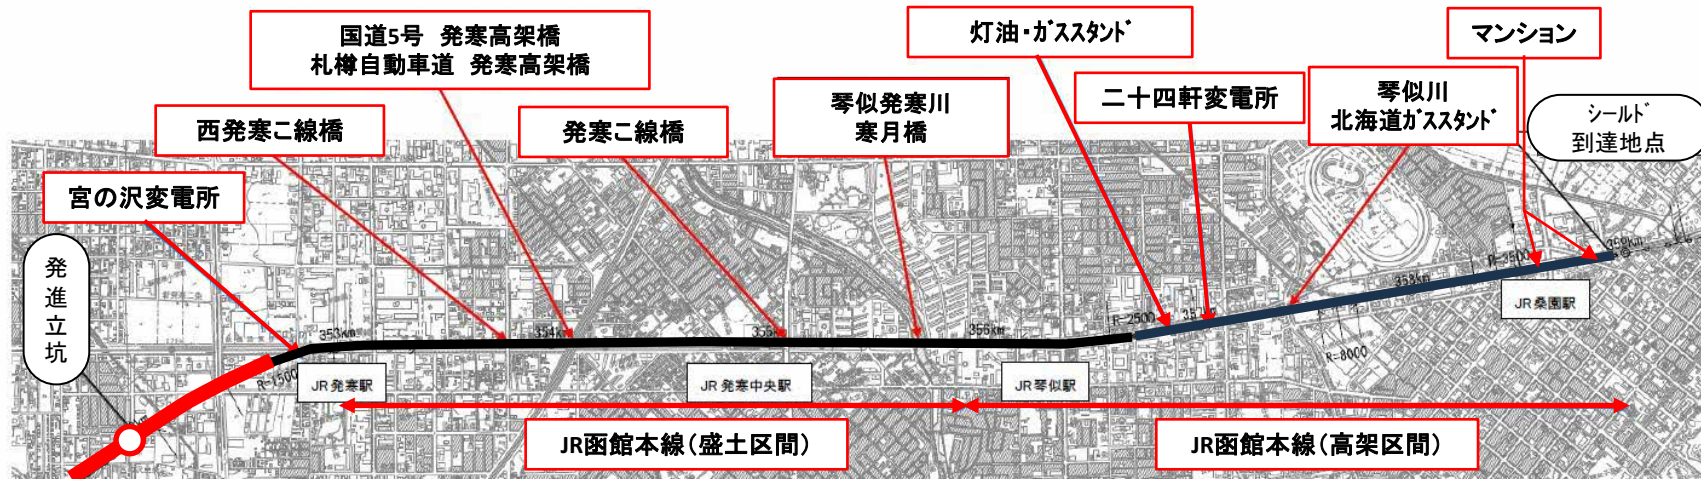 国道5号 発寒高架橋
札樽自動車道 発寒高架橋
灯油・ガススタンド
マンション
西発寒こ線橋
発寒こ線橋
琴似発寒川
寒月橋
二十四軒変電所
琴似川
北海道ガススタンド
シールド
到達地点
宮の沢変電所
発進立坑
353km
354km
355km
356km
R=2500
358km
R=3500
359km
R=1500
R=8000
JR発寒駅
JR発寒中央駅
JR琴似駅
JR桑園駅
JR函館本線(盛土区間)
JR函館本線(高架区間)